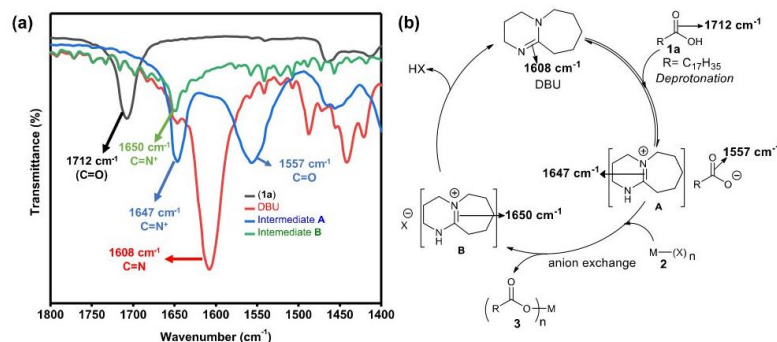 (a)
Transmittance (%)
1712 cm⁻¹
(C=O)
1650 cm⁻¹
C=N⁺
1647 cm⁻¹
C=N⁺
1608 cm⁻¹
C=N
1557 cm⁻¹
C=O
(1a)
DBU
Intermediate A
Intemediate B
1800 1750 1700 1650 1600 1550 1500 1450 1400
Wavenumber (cm⁻¹)
(b)
N
N
1608 cm⁻¹
DBU
O
1712 cm⁻¹
R OH
1a
R= C₁₇H₃₅
Deprotonation
HX
1557 cm⁻¹
O
R O ⊖
1647 cm⁻¹
⊕
N
N
H
A
⊖
X
⊕
N
1650 cm⁻¹
NH
B
M—(X)n
2
anion exchange
O
(R O)n M
3